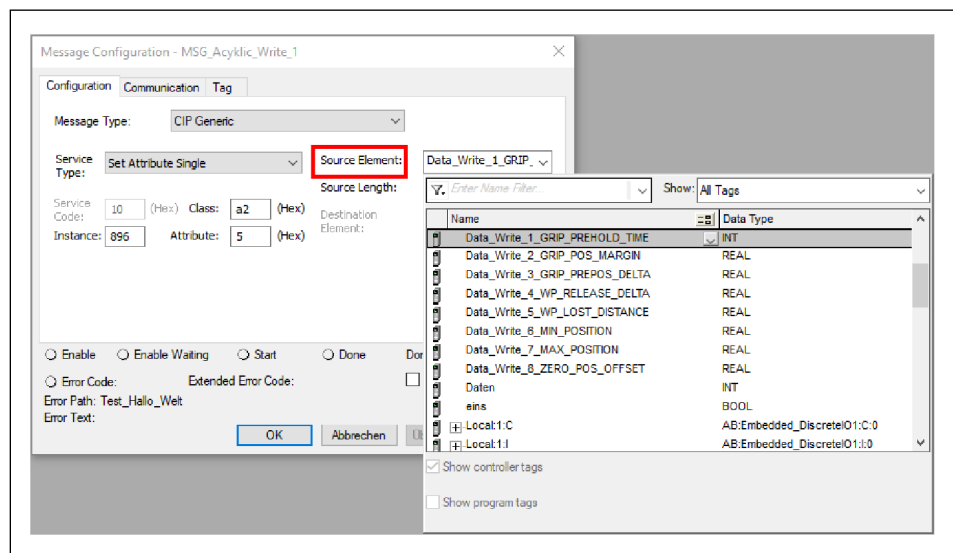 Message Configuration - MSG_Acyklic_Write_1
Configuration Communication Tag
Message Type: CIP Generic
Service Type: Set Attribute Single
Source Element: Data_Write_1_GRIP_
Source Length:
Service Code: 10 (Hex) Class: a2 (Hex)
Destination Element:
Instance: 896 Attribute: 5 (Hex)
Enable Enable Waiting Start Done
Error Code: Extended Error Code:
Error Path: Test_Hallo_Welt
Error Text:
OK Abbrechen
Enter Name Filter... Show: All Tags
Name Data Type
Data_Write_1_GRIP_PREHOLD_TIME INT
Data_Write_2_GRIP_POS_MARGIN REAL
Data_Write_3_GRIP_PREPOS_DELTA REAL
Data_Write_4_WP_RELEASE_DELTA REAL
Data_Write_5_WP_LOST_DISTANCE REAL
Data_Write_6_MIN_POSITION REAL
Data_Write_7_MAX_POSITION REAL
Data_Write_8_ZERO_POS_OFFSET REAL
Daten INT
eins BOOL
Local:1:C AB:Embedded_DiscreteIO1:C:0
Local:1:I AB:Embedded_DiscreteIO1:I:0
Show controller tags
Show program tags